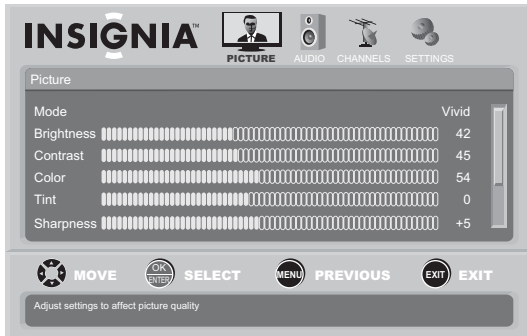 INSIGNIA™
PICTURE AUDIO CHANNELS SETTINGS
Picture
Mode Vivid
Brightness 42
Contrast 45
Color 54
Tint 0
Sharpness +5
MOVE OK ENTER SELECT MENU PREVIOUS EXIT EXIT
Adjust settings to affect picture quality